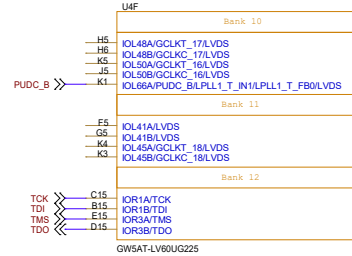 U4F
Bank 10
H5 IOL48A/GCLKT_17/LVDS
H6 IOL48B/GCLKC_17/LVDS
K5 IOL50A/GCLKT_16/LVDS
J5 IOL50B/GCLKC_16/LVDS
PUDC_B K1 IOL66A/PUDC_B/LPLL1_T_IN1/LPLL1_T_FB0/LVDS
Bank 11
F5 IOL41A/LVDS
G5 IOL41B/LVDS
K4 IOL45A/GCLKT_18/LVDS
K3 IOL45B/GCLKC_18/LVDS
Bank 12
TCK C15 IOR1A/TCK
TDI B15 IOR1B/TDI
TMS E15 IOR3A/TMS
TDO D15 IOR3B/TDO
GW5AT-LV60UG225